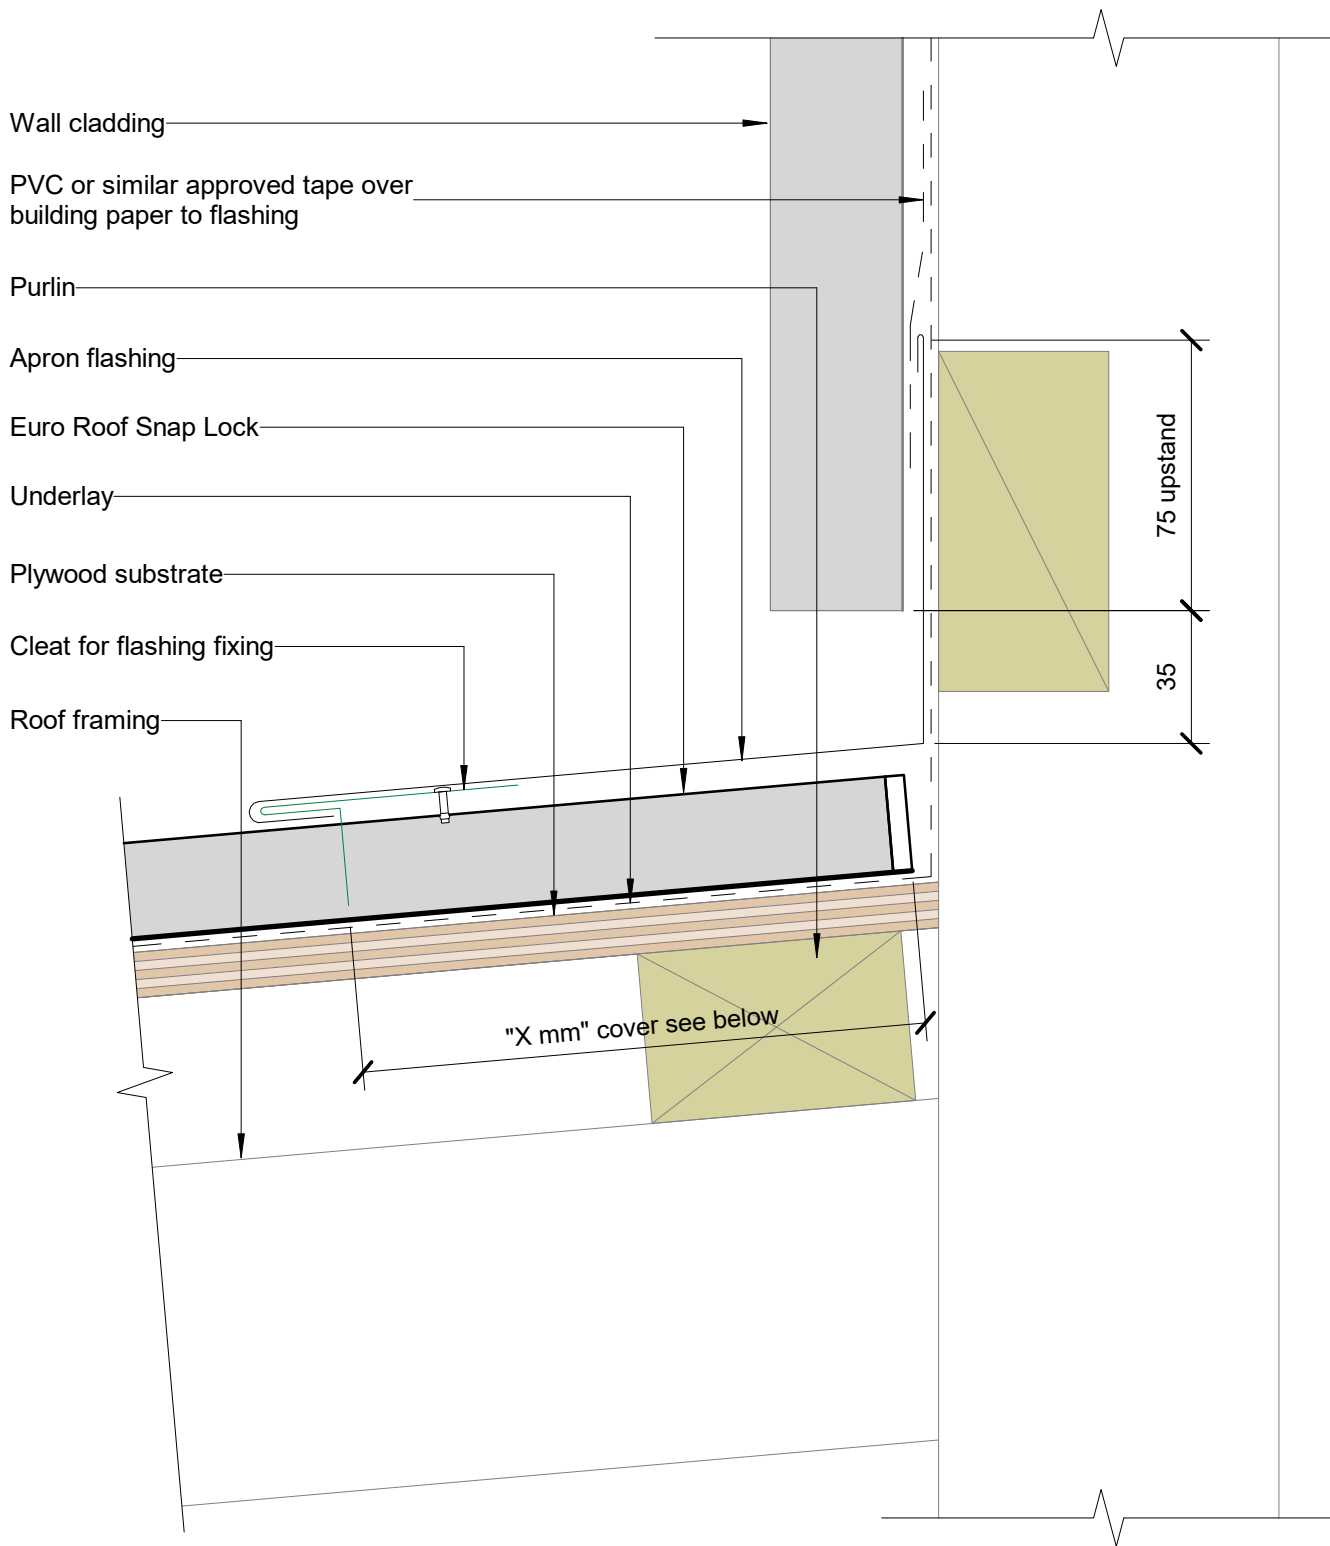 Wall cladding
PVC or similar approved tape over
building paper to flashing
Purlin
Apron flashing
Euro Roof Snap Lock
Underlay
Plywood substrate
Cleat for flashing fixing
Roof framing
75 upstand
35
"X mm" cover see below